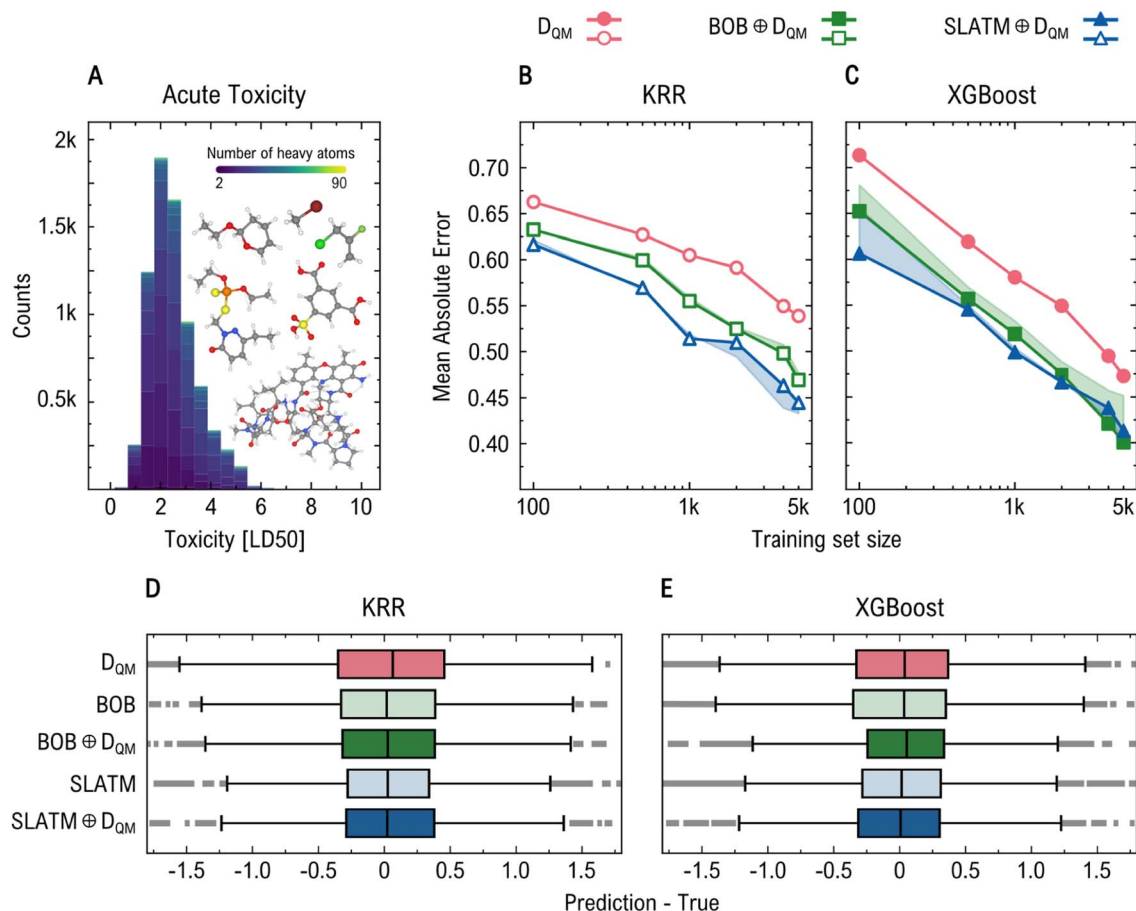 D_QM BOB ⊕ D_QM SLATM ⊕ D_QM
A
Acute Toxicity
Number of heavy atoms
2 90
Counts
2k
1.5k
1k
0.5k
0 2 4 6 8 10
Toxicity [LD50]
B
KRR
Mean Absolute Error
0.70
0.65
0.60
0.55
0.50
0.45
0.40
100 1k 5k
C
XGBoost
100 1k 5k
Training set size
D
KRR
D_QM
BOB
BOB ⊕ D_QM
SLATM
SLATM ⊕ D_QM
-1.5 -1.0 -0.5 0 0.5 1.0 1.5
E
XGBoost
-1.5 -1.0 -0.5 0 0.5 1.0 1.5
Prediction - True